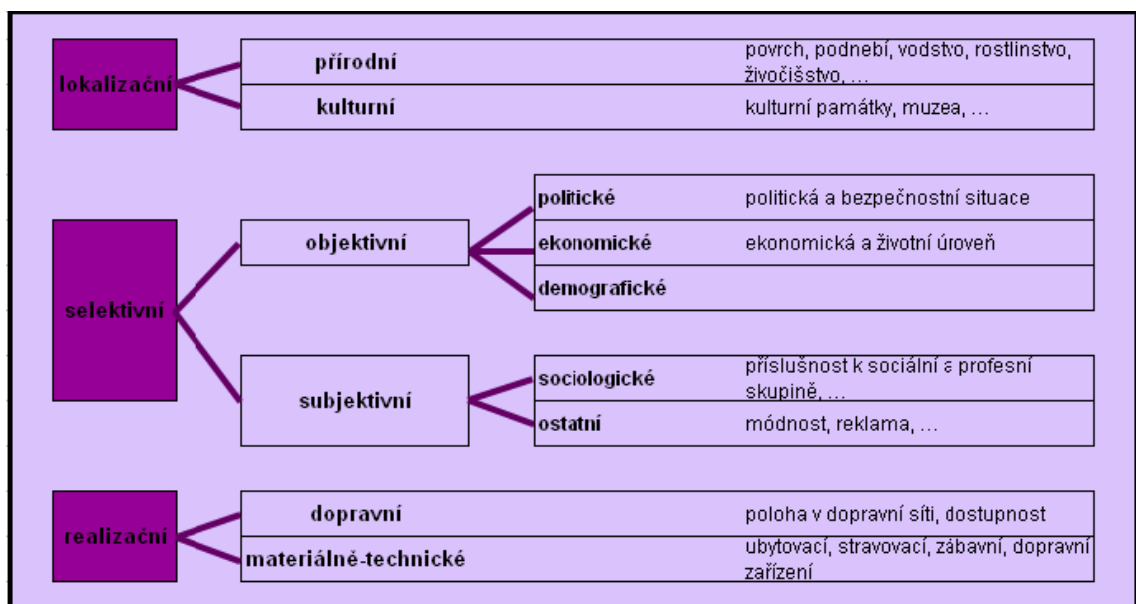 lokalizační
přírodní
povrch, podnebí, vodstvo, rostlinstvo,
živočišstvo, ...
kulturní
kulturní památky, muzea, ...
selektivní
objektivní
politické
politická a bezpečnostní situace
ekonomické
ekonomická a životní úroveň
demografické
subjektivní
sociologické
příslušnost k sociální a profesní
skupině, ...
ostatní
módnost, reklama, ...
realizační
dopravní
poloha v dopravní síti, dostupnost
materiálně-technické
ubytovací, stravovací, zábavní, dopravní
zařízení